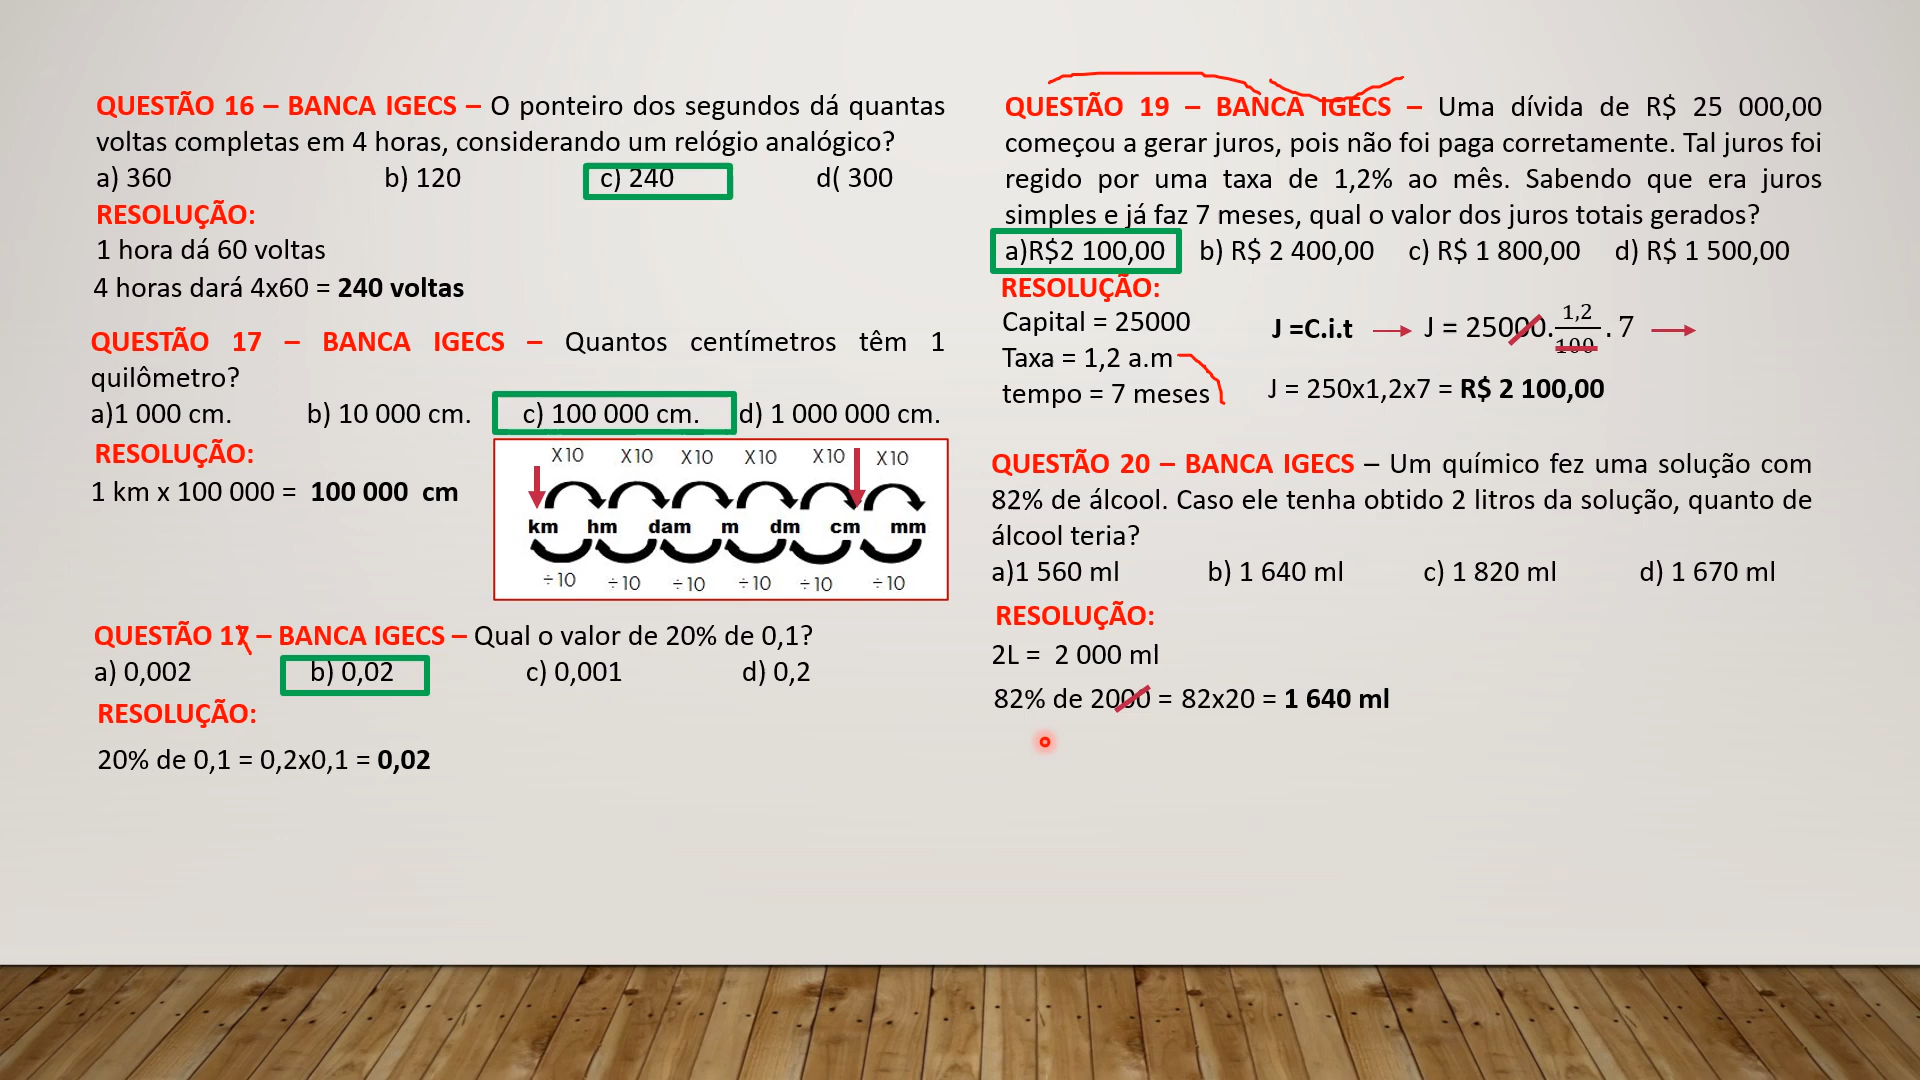 QUESTÃO 16 – BANCA IGECS – O ponteiro dos segundos dá quantas
voltas completas em 4 horas, considerando um relógio analógico?
a) 360 b) 120 c) 240 d( 300
RESOLUÇÃO:
1 hora dá 60 voltas
4 horas dará 4x60 = 240 voltas
QUESTÃO 17 – BANCA IGECS – Quantos centímetros têm 1
quilômetro?
a)1 000 cm. b) 10 000 cm. c) 100 000 cm. d) 1 000 000 cm.
RESOLUÇÃO:
1 km x 100 000 = 100 000 cm
X10 X10 X10 X10 X10 X10
km hm dam m dm cm mm
÷10 ÷10 ÷10 ÷10 ÷10 ÷10
QUESTÃO 17 – BANCA IGECS – Qual o valor de 20% de 0,1?
a) 0,002 b) 0,02 c) 0,001 d) 0,2
RESOLUÇÃO:
20% de 0,1 = 0,2x0,1 = 0,02
QUESTÃO 19 – BANCA IGECS – Uma dívida de R$ 25 000,00
começou a gerar juros, pois não foi paga corretamente. Tal juros foi
regido por uma taxa de 1,2% ao mês. Sabendo que era juros
simples e já faz 7 meses, qual o valor dos juros totais gerados?
a)R$2 100,00 b) R$ 2 400,00 c) R$ 1 800,00 d) R$ 1 500,00
RESOLUÇÃO:
Capital = 25000
Taxa = 1,2 a.m
tempo = 7 meses
J =C.i.t → J = 25000.1,2/100 . 7 →
J = 250x1,2x7 = R$ 2 100,00
QUESTÃO 20 – BANCA IGECS – Um químico fez uma solução com
82% de álcool. Caso ele tenha obtido 2 litros da solução, quanto de
álcool teria?
a)1 560 ml b) 1 640 ml c) 1 820 ml d) 1 670 ml
RESOLUÇÃO:
2L = 2 000 ml
82% de 2000 = 82x20 = 1 640 ml